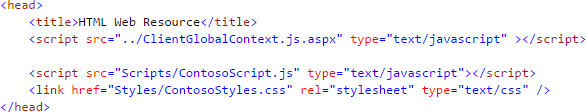 <head>
<title>HTML Web Resource</title>
<script src="../ClientGlobalContext.js.aspx" type="text/javascript" ></script>
<script src="Scripts/ContosoScript.js" type="text/javascript"></script>
<link href="Styles/ContosoStyles.css" rel="stylesheet" type="text/css" />
</head>